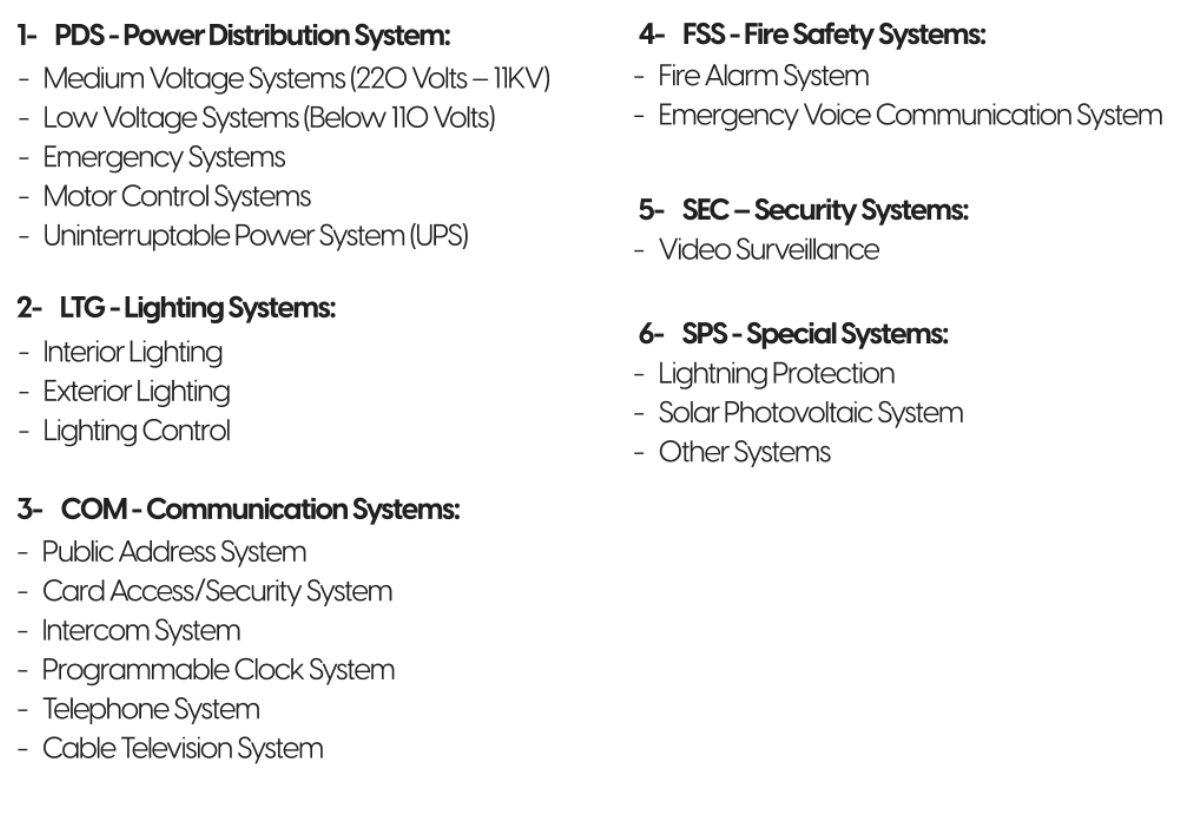 1- PDS - Power Distribution System:
- Medium Voltage Systems (220 Volts – 11KV)
- Low Voltage Systems (Below 110 Volts)
- Emergency Systems
- Motor Control Systems
- Uninterruptable Power System (UPS)
2- LTG - Lighting Systems:
- Interior Lighting
- Exterior Lighting
- Lighting Control
3- COM - Communication Systems:
- Public Address System
- Card Access/Security System
- Intercom System
- Programmable Clock System
- Telephone System
- Cable Television System
4- FSS - Fire Safety Systems:
- Fire Alarm System
- Emergency Voice Communication System
5- SEC – Security Systems:
- Video Surveillance
6- SPS - Special Systems:
- Lightning Protection
- Solar Photovoltaic System
- Other Systems